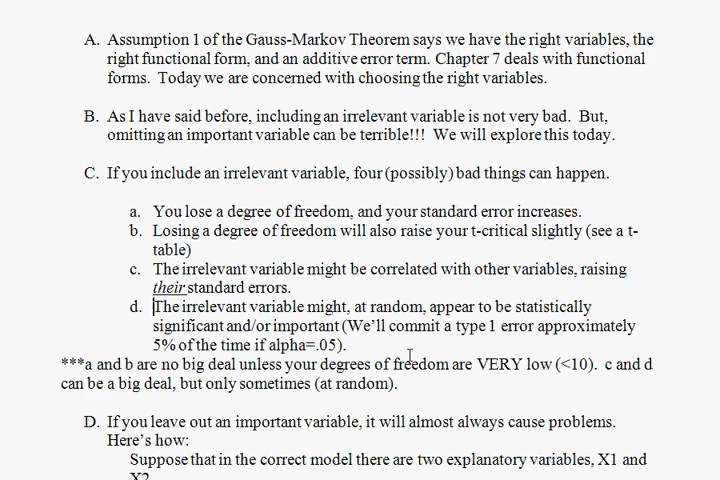 A. Assumption 1 of the Gauss-Markov Theorem says we have the right variables, the
right functional form, and an additive error term. Chapter 7 deals with functional
forms. Today we are concerned with choosing the right variables.
B. As I have said before, including an irrelevant variable is not very bad. But,
omitting an important variable can be terrible!!! We will explore this today.
C. If you include an irrelevant variable, four (possibly) bad things can happen.
a. You lose a degree of freedom, and your standard error increases.
b. Losing a degree of freedom will also raise your t-critical slightly (see a t-
table)
c. The irrelevant variable might be correlated with other variables, raising
their standard errors.
d. The irrelevant variable might, at random, appear to be statistically
significant and/or important (We'll commit a type 1 error approximately
5% of the time if alpha=.05).
***a and b are no big deal unless your degrees of freedom are VERY low (<10). c and d
can be a big deal, but only sometimes (at random).
D. If you leave out an important variable, it will almost always cause problems.
Here's how:
Suppose that in the correct model there are two explanatory variables, X1 and
X2